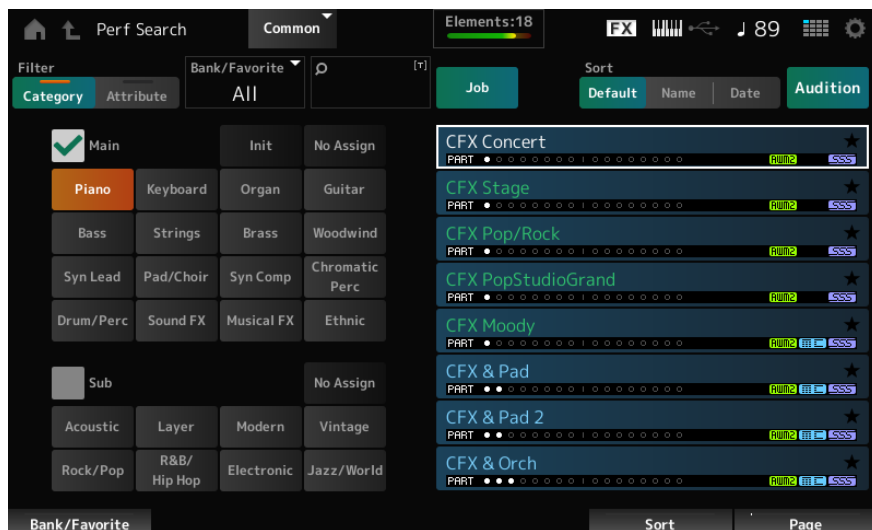 Perf Search
Common
Elements:18
FX
89
Filter
Category
Attribute
Bank/Favorite
All
[T]
Job
Sort
Default
Name
Date
Audition
Main
Init
No Assign
Piano
Keyboard
Organ
Guitar
Bass
Strings
Brass
Woodwind
Syn Lead
Pad/Choir
Syn Comp
Chromatic
Perc
Drum/Perc
Sound FX
Musical FX
Ethnic
Sub
No Assign
Acoustic
Layer
Modern
Vintage
Rock/Pop
R&B/
Hip Hop
Electronic
Jazz/World
CFX Concert
PART AWM2 SSS
CFX Stage
PART AWM2 SSS
CFX Pop/Rock
PART AWM2 SSS
CFX PopStudioGrand
PART AWM2 SSS
CFX Moody
PART AWM2 SSS
CFX & Pad
PART AWM2 SSS
CFX & Pad 2
PART AWM2 SSS
CFX & Orch
PART AWM2 SSS
Bank/Favorite
Sort
Page